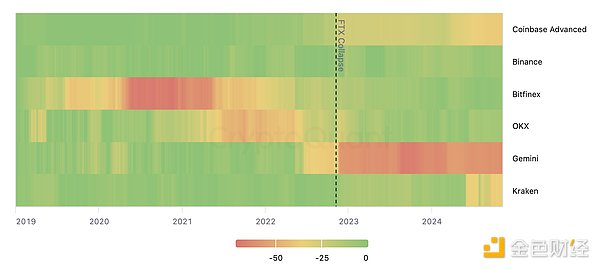 Coinbase Advanced
FTX Collapse
Binance
Bitfinex
CryptoQuant
OKX
Gemini
Kraken
2019 2020 2021 2022 2023 2024
-50 -25 0
金色财经